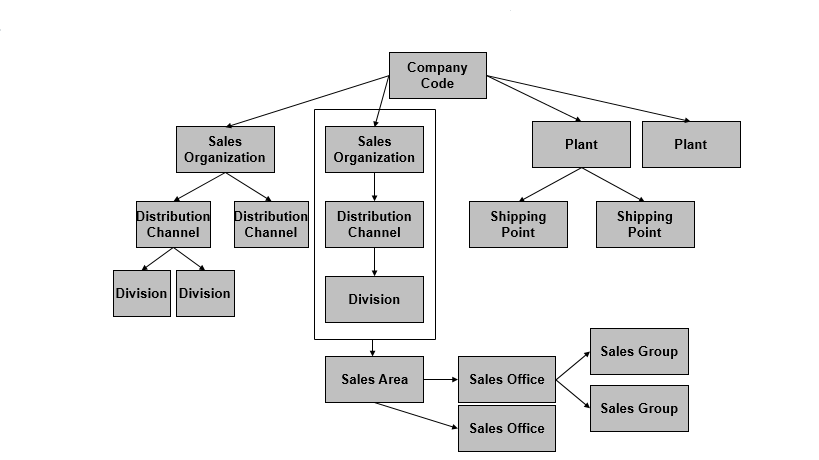 Company
Code
Sales
Organization
Sales
Organization
Plant
Plant
Distribution
Channel
Distribution
Channel
Distribution
Channel
Shipping
Point
Shipping
Point
Division
Division
Division
Sales Area
Sales Office
Sales Group
Sales Group
Sales Office